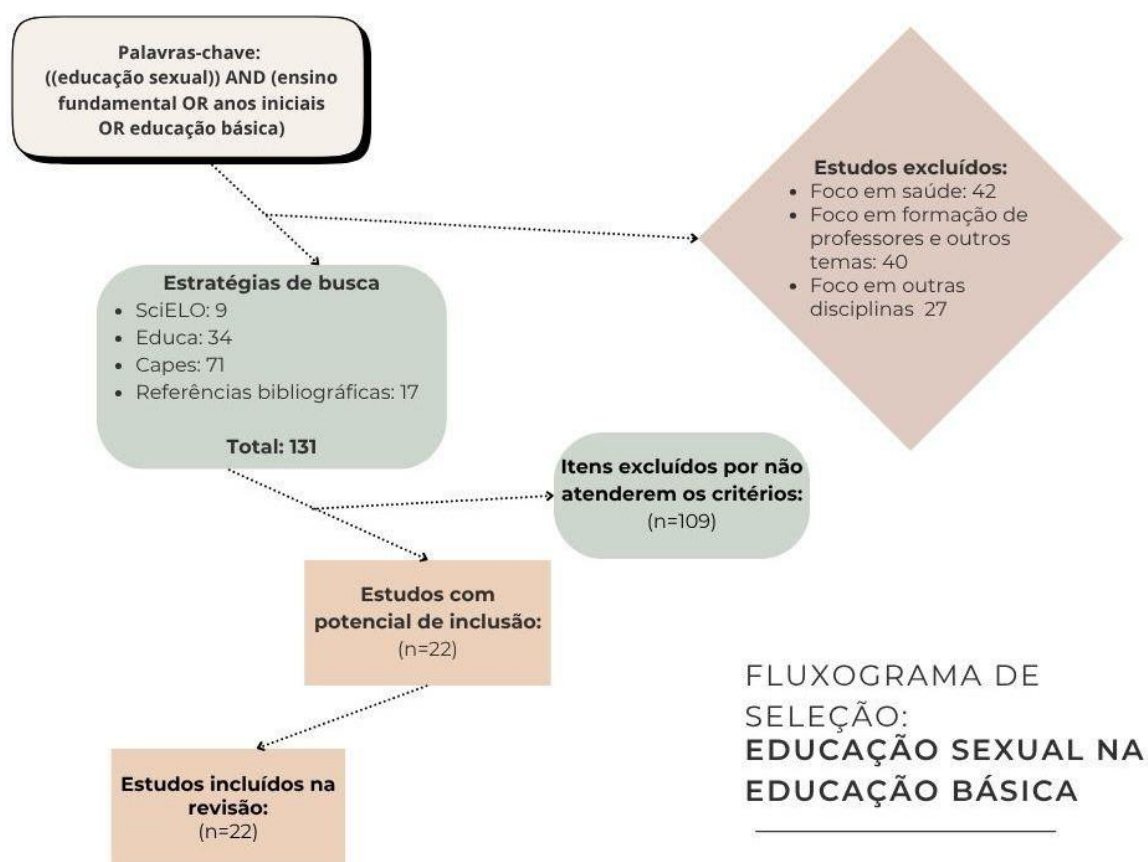 Palavras-chave:
((educação sexual)) AND (ensino
fundamental OR anos iniciais
OR educação básica)
Estudos excluídos:
• Foco em saúde: 42
• Foco em formação de
professores e outros
temas: 40
• Foco em outras
disciplinas 27
Estratégias de busca
• SciELO: 9
• Educa: 34
• Capes: 71
• Referências bibliográficas: 17
Total: 131
Itens excluídos por não
atenderem os critérios:
(n=109)
Estudos com
potencial de inclusão:
(n=22)
Estudos incluídos na
revisão:
(n=22)
FLUXOGRAMA DE
SELEÇÃO:
EDUCAÇÃO SEXUAL NA
EDUCAÇÃO BÁSICA